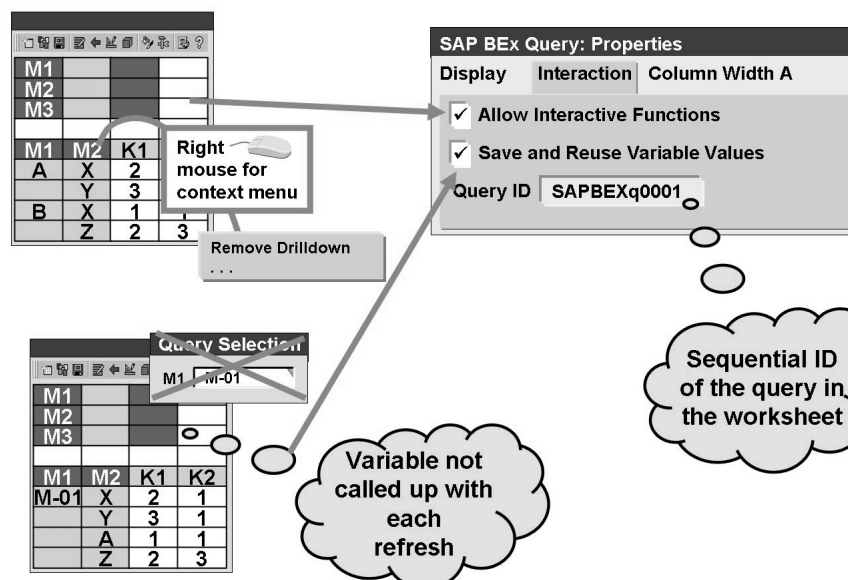 M1
M2
M3
M1 M2 K1
A X 2
Y 3
B X 1
Z 2 3
Right
mouse for
context menu
Remove Drilldown
. . .
SAP BEx Query: Properties
Display Interaction Column Width A
Allow Interactive Functions
Save and Reuse Variable Values
Query ID SAPBEXq0001
Sequential ID
of the query in
the worksheet
Query Selection
M1 M-01
M1
M2
M3
M1 M2 K1 K2
M-01 X 2 1
Y 3 1
A 1 1
Z 2 3
Variable not
called up with
each
refresh